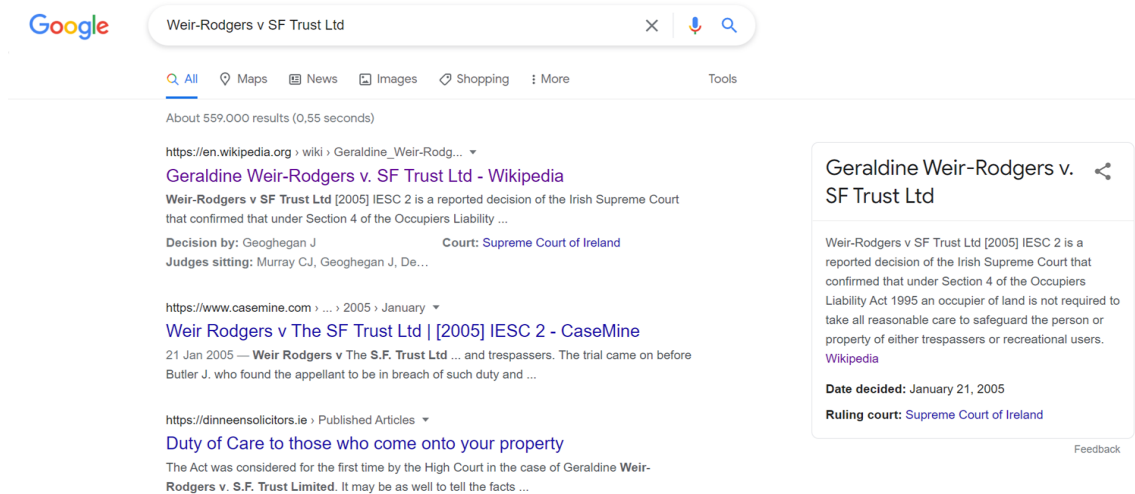 Google
Weir-Rodgers v SF Trust Ltd
All Maps News Images Shopping More Tools
About 559.000 results (0,55 seconds)
https://en.wikipedia.org › wiki › Geraldine_Weir-Rodg...
Geraldine Weir-Rodgers v. SF Trust Ltd - Wikipedia
Weir-Rodgers v SF Trust Ltd [2005] IESC 2 is a reported decision of the Irish Supreme Court
that confirmed that under Section 4 of the Occupiers Liability ...
Decision by: Geoghegan J Court: Supreme Court of Ireland
Judges sitting: Murray CJ, Geoghegan J, De…
https://www.casemine.com › ... › 2005 › January
Weir Rodgers v The SF Trust Ltd | [2005] IESC 2 - CaseMine
21 Jan 2005 — Weir Rodgers v The S.F. Trust Ltd ... and trespassers. The trial came on before
Butler J. who found the appellant to be in breach of such duty and ...
https://dinneensolicitors.ie › Published Articles
Duty of Care to those who come onto your property
The Act was considered for the first time by the High Court in the case of Geraldine Weir-
Rodgers v. S.F. Trust Limited. It may be as well to tell the facts ...
Geraldine Weir-Rodgers v.
SF Trust Ltd
Weir-Rodgers v SF Trust Ltd [2005] IESC 2 is a
reported decision of the Irish Supreme Court that
confirmed that under Section 4 of the Occupiers
Liability Act 1995 an occupier of land is not required to
take all reasonable care to safeguard the person or
property of either trespassers or recreational users.
Wikipedia
Date decided: January 21, 2005
Ruling court: Supreme Court of Ireland
Feedback